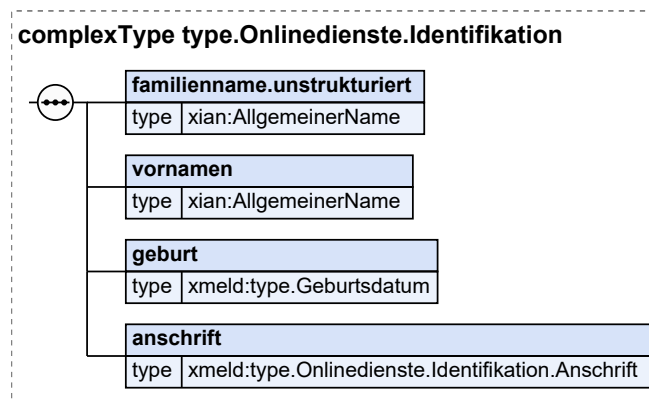 complexType type.Onlinedienste.Identifikation
familienname.unstrukturiert
type xian:AllgemeinerName
vornamen
type xian:AllgemeinerName
geburt
type xmeld:type.Geburtsdatum
anschrift
type xmeld:type.Onlinedienste.Identifikation.Anschrift